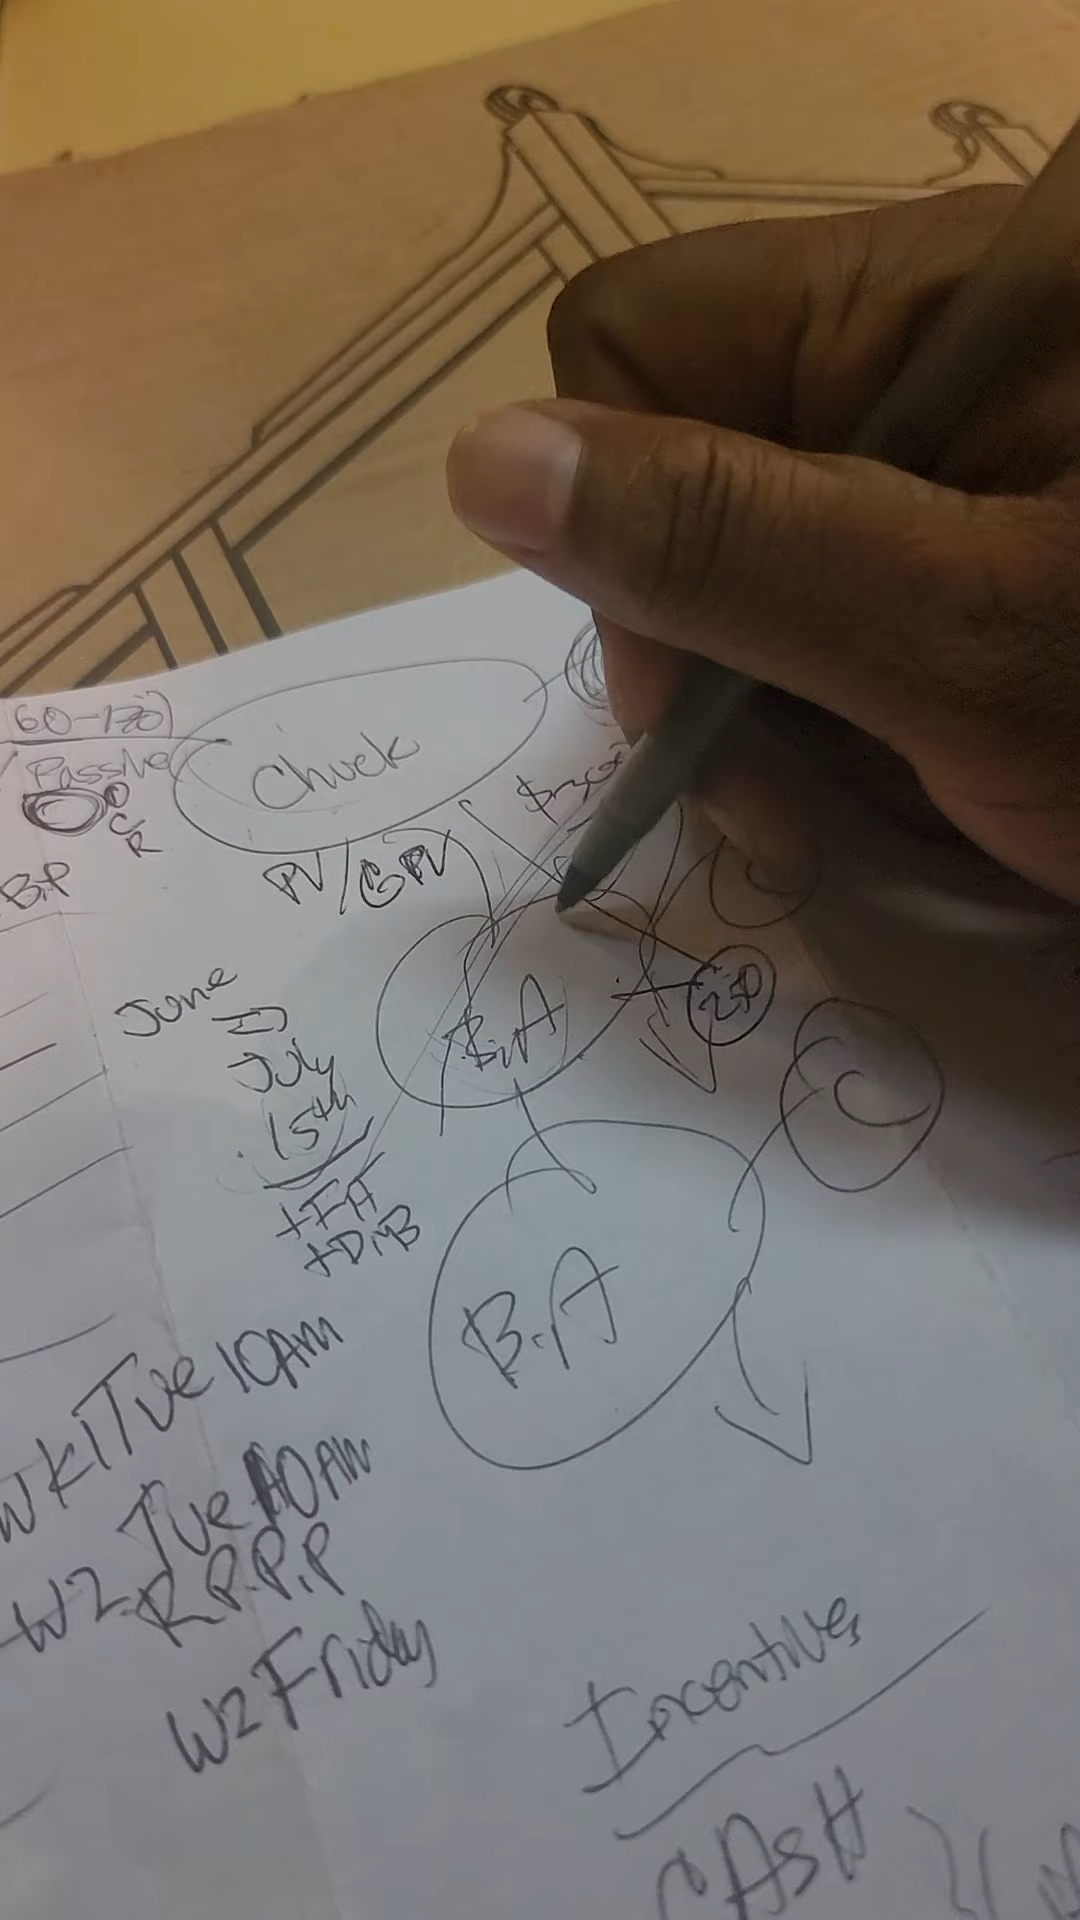 60-120)
Passive
O
C
R
B.P
Chuck
PV/GPV
B.A
250
C
C
June
July
15th
+FA
+DMB
B.A
WK1 Tue 10AM
W2 Tue 10AM
R.P.P.P
W2 Friday
Incentives
CASH